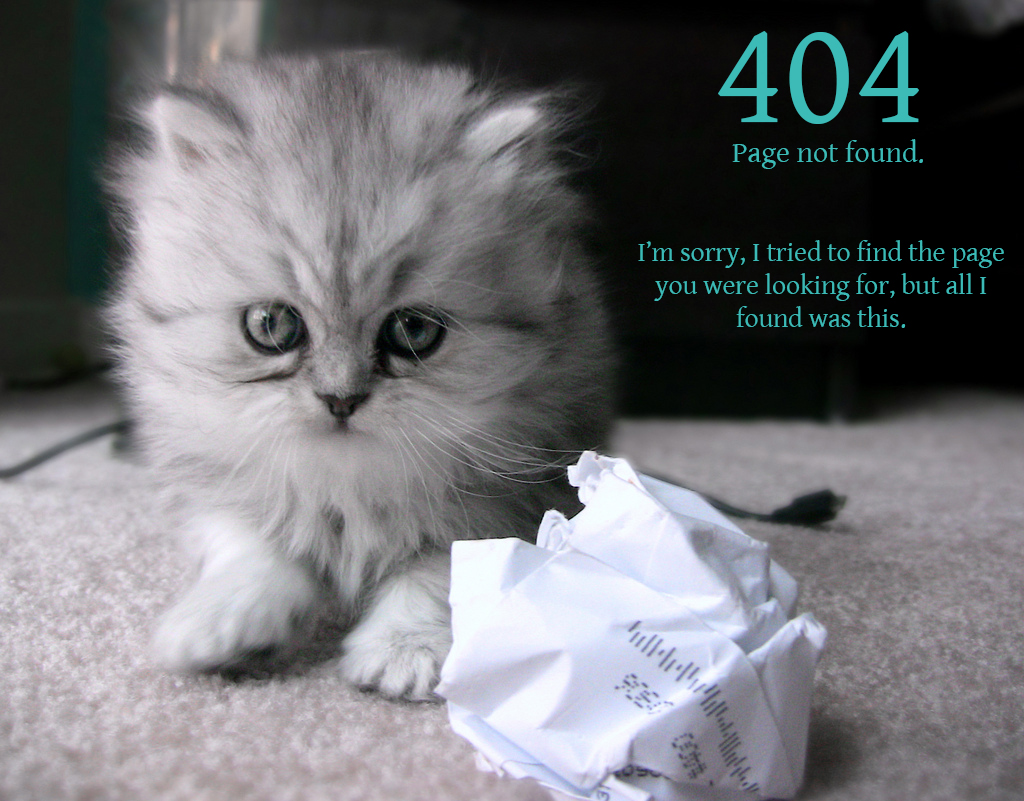 404
Page not found.
I'm sorry, I tried to find the page
you were looking for, but all I
found was this.